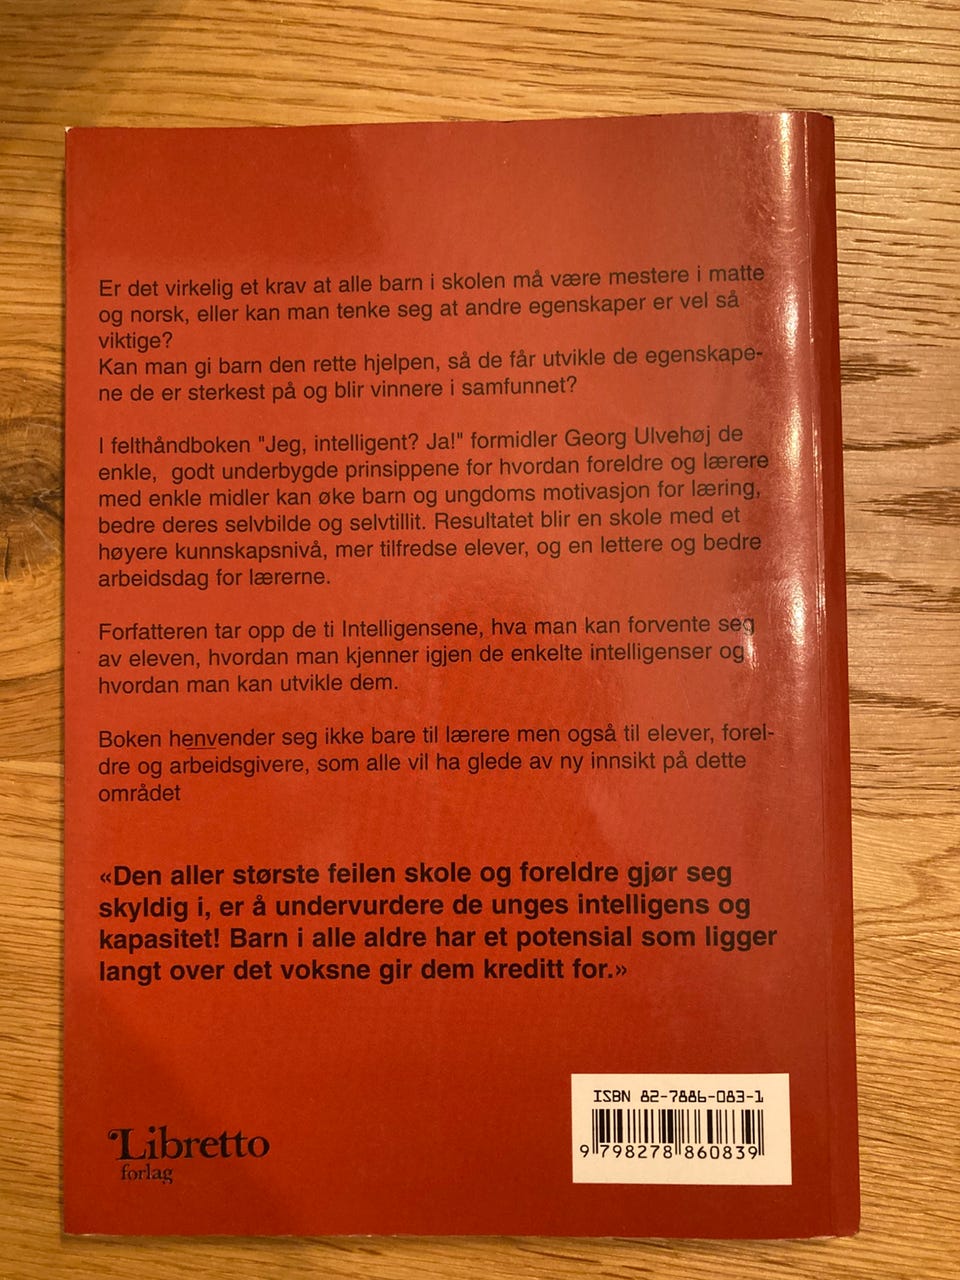 Er det virkelig et krav at alle barn i skolen må være mestere i matte
og norsk, eller kan man tenke seg at andre egenskaper er vel så
viktige?
Kan man gi barn den rette hjelpen, så de får utvikle de egenskape-
ne de er sterkest på og blir vinnere i samfunnet?
I felthåndboken "Jeg, intelligent? Ja!" formidler Georg Ulvehøj de
enkle, godt underbygde prinsippene for hvordan foreldre og lærere
med enkle midler kan øke barn og ungdoms motivasjon for læring,
bedre deres selvbilde og selvtillit. Resultatet blir en skole med et
høyere kunnskapsnivå, mer tilfredse elever, og en lettere og bedre
arbeidsdag for lærerne.
Forfatteren tar opp de ti Intelligensene, hva man kan forvente seg
av eleven, hvordan man kjenner igjen de enkelte intelligenser og
hvordan man kan utvikle dem.
Boken henvender seg ikke bare til lærere men også til elever, forel-
dre og arbeidsgivere, som alle vil ha glede av ny innsikt på dette
området
«Den aller største feilen skole og foreldre gjør seg
skyldig i, er å undervurdere de unges intelligens og
kapasitet! Barn i alle aldre har et potensial som ligger
langt over det voksne gir dem kreditt for.»
ISBN 82-7886-083-1
9 798278 860839
Libretto
forlag